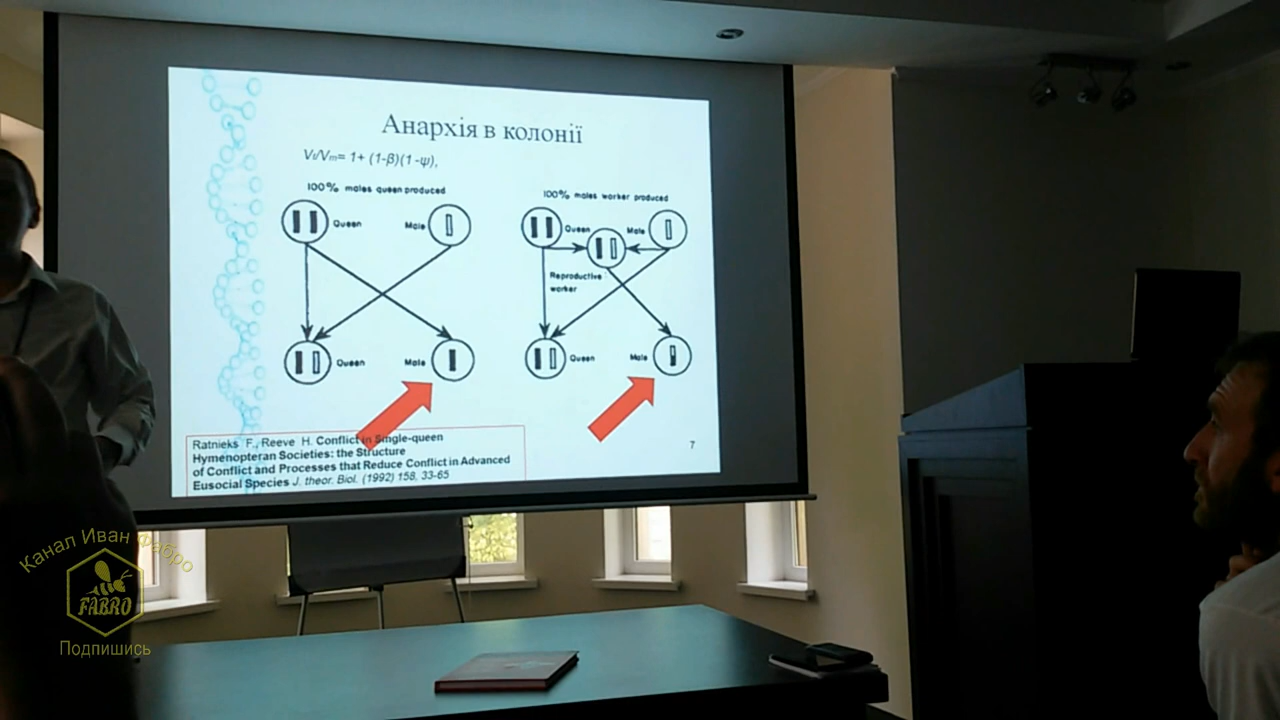 Анархія в колонії
Vf/Vm= 1+ (1-β)(1-ψ),
100% males queen produced
Queen
Male
Queen
Male
100% males worker produced
Queen
Male
Reproductive
worker
Queen
Male
Ratnieks F., Reeve H. Conflict in Single-queen
Hymenopteran Societies: the Structure
of Conflict and Processes that Reduce Conflict in Advanced
Eusocial Species J. theor. Biol. (1992) 158, 33-65
7
Канал Иван Фабро
FABRO
Подпишись